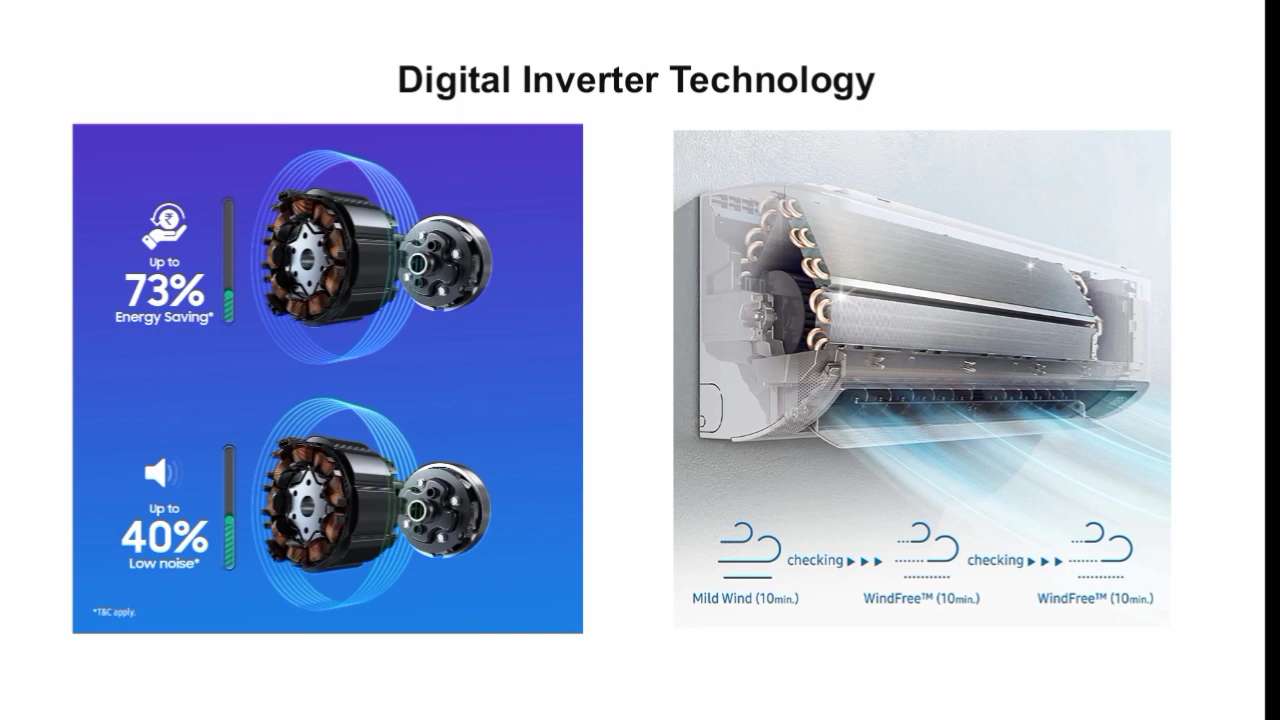 Digital Inverter Technology
₹
Up to
73%
Energy Saving*
Up to
40%
Low noise*
*T&C apply.
checking
checking
Mild Wind (10min.)
WindFree™ (10min.)
WindFree™ (10min.)